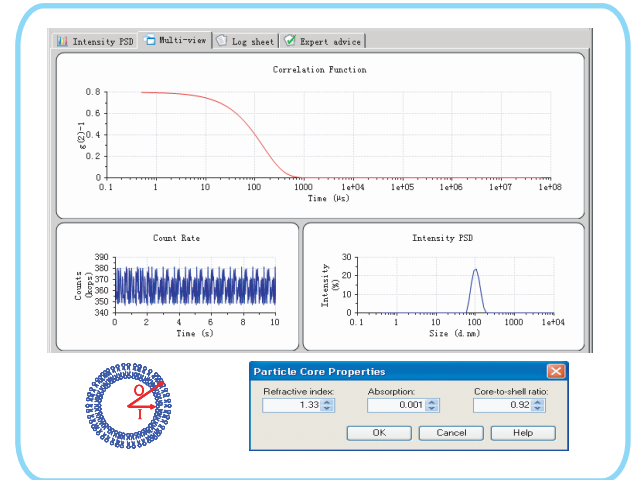 Intensity PSD Multi-view Log sheet Expert advice
Correlation Function
g(2)-1
0.8
0.6
0.4
0.2
0
0.1 1 10 100 1000 1e+04 1e+05 1e+06 1e+07 1e+08
Time (µs)
Count Rate
Counts (kcps)
390
380
370
360
350
340
0 2 4 6 8 10
Time (s)
Intensity PSD
Intensity (%)
30
20
10
0
0.1 1 10 100 1000 1e+04
Size (d.nm)
O
I
Particle Core Properties
Refractive index: Absorption: Core-to-shell ratio:
1.33 0.001 0.92
OK Cancel Help